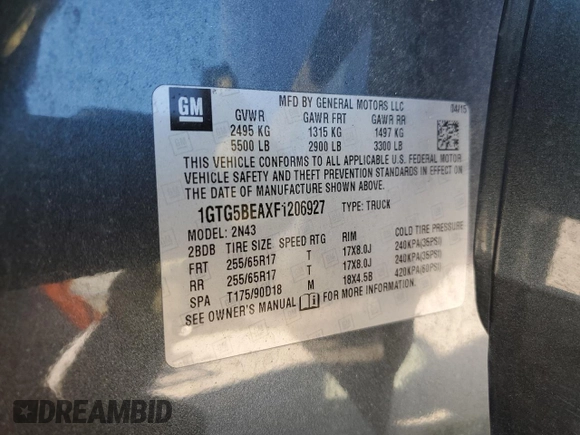 GM
MFD BY GENERAL MOTORS LLC 04/15
GVWR GAWR FRT GAWR RR
2495 KG 1315 KG 1497 KG
5500 LB 2900 LB 3300 LB
THIS VEHICLE CONFORMS TO ALL APPLICABLE U.S. FEDERAL MOTOR
VEHICLE SAFETY AND THEFT PREVENTION STANDARDS IN EFFECT ON
THE DATE OF MANUFACTURE SHOWN ABOVE.
1GTG5BEAXF1206927 TYPE: TRUCK
MODEL: 2N43
2BDB TIRE SIZE SPEED RTG RIM COLD TIRE PRESSURE
FRT 255/65R17 T 17X8.0J 240KPA(35PSI)
RR 255/65R17 T 17X8.0J 240KPA(35PSI)
SPA T175/90D18 M 18X4.5B 420KPA(60PSI)
SEE OWNER'S MANUAL FOR MORE INFORMATION.
DREAMBID